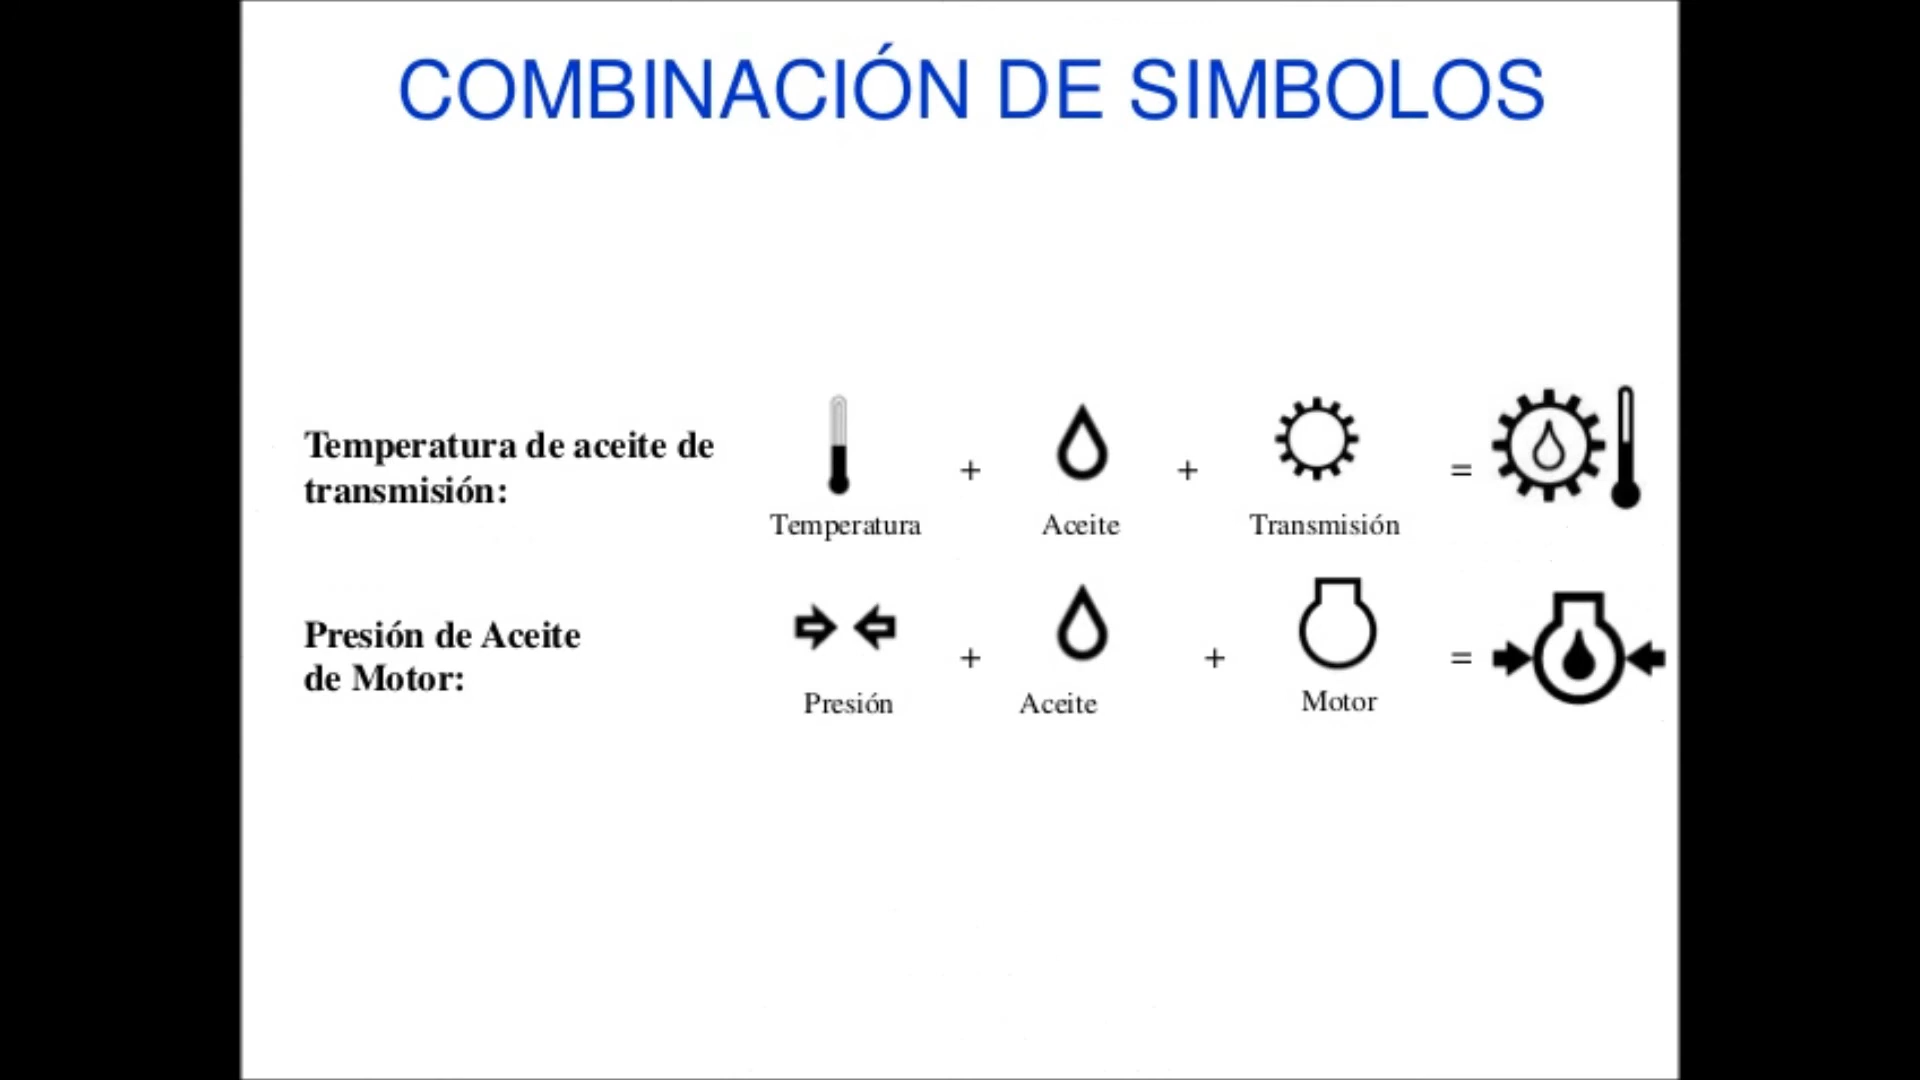 COMBINACIÓN DE SIMBOLOS
Temperatura de aceite de
transmisión:
+ + =
Temperatura Aceite Transmisión
Presión de Aceite
de Motor:
+ + =
Presión Aceite Motor